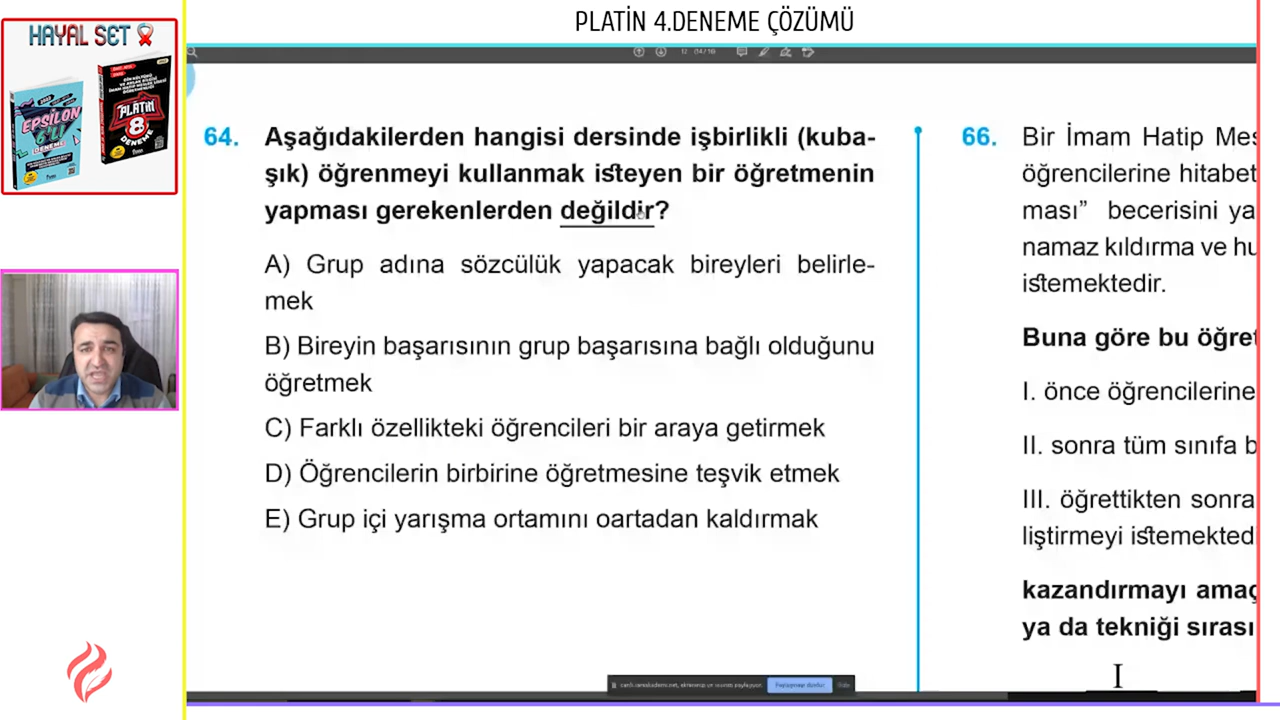 PLATİN 4.DENEME ÇÖZÜMÜ
HAYAL SET
EPSİLON
6'LI
DENEME
PLATİN
8
DENEME
64. Aşağıdakilerden hangisi dersinde işbirlikli (kuba-
şık) öğrenmeyi kullanmak isteyen bir öğretmenin
yapması gerekenlerden değildir?
A) Grup adına sözcülük yapacak bireyleri belirle-
mek
B) Bireyin başarısının grup başarısına bağlı olduğunu
öğretmek
C) Farklı özellikteki öğrencileri bir araya getirmek
D) Öğrencilerin birbirine öğretmesine teşvik etmek
E) Grup içi yarışma ortamını oartadan kaldırmak
66. Bir İmam Hatip Mes
öğrencilerine hitabet
ması” becerisini ya
namaz kıldırma ve hu
istemektedir.
Buna göre bu öğret
I. önce öğrencilerine
II. sonra tüm sınıfa b
III. öğrettikten sonra
liştirmeyi istemekted
kazandırmayı amaç
ya da tekniği sırası